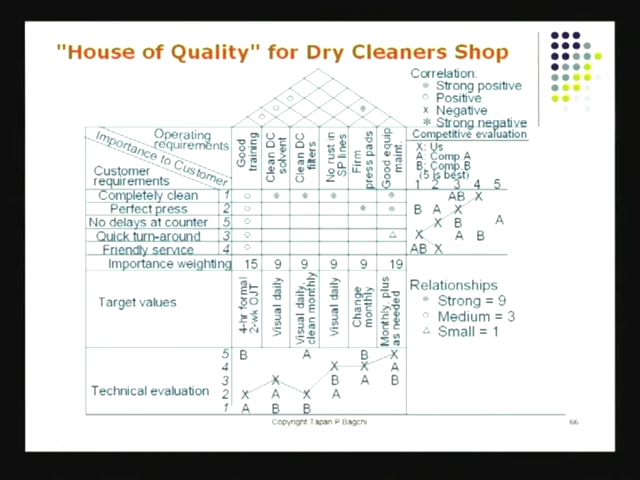 "House of Quality" for Dry Cleaners Shop
Correlation:
Strong positive
Positive
X Negative
Strong negative
Competitive evaluation
X: Us
A: Comp.A
B: Comp.B
(5 is best)
1 2 3 4 5
Importance to Customer
Operating requirements
Customer requirements
Good training
Clean DC solvent
Clean DC filters
No rust in SP lines
Firm press pads
Good equip maint.
Completely clean 1 AB X
Perfect press 2 B A X
No delays at counter 5 X B A
Quick turn-around 3 X A B
Friendly service 4 AB X
Importance weighting 15 9 9 9 9 19
Target values
4-hr formal 2-wk OJT
Visual daily
Visual daily, clean monthly
Visual daily
Change monthly
Monthly, plus as needed
Relationships
Strong = 9
Medium = 3
Small = 1
Technical evaluation
5 B A B X
4 X X A
3 X B A B
2 X A X A
1 A B B
Copyright Tapan P Bagchi
66